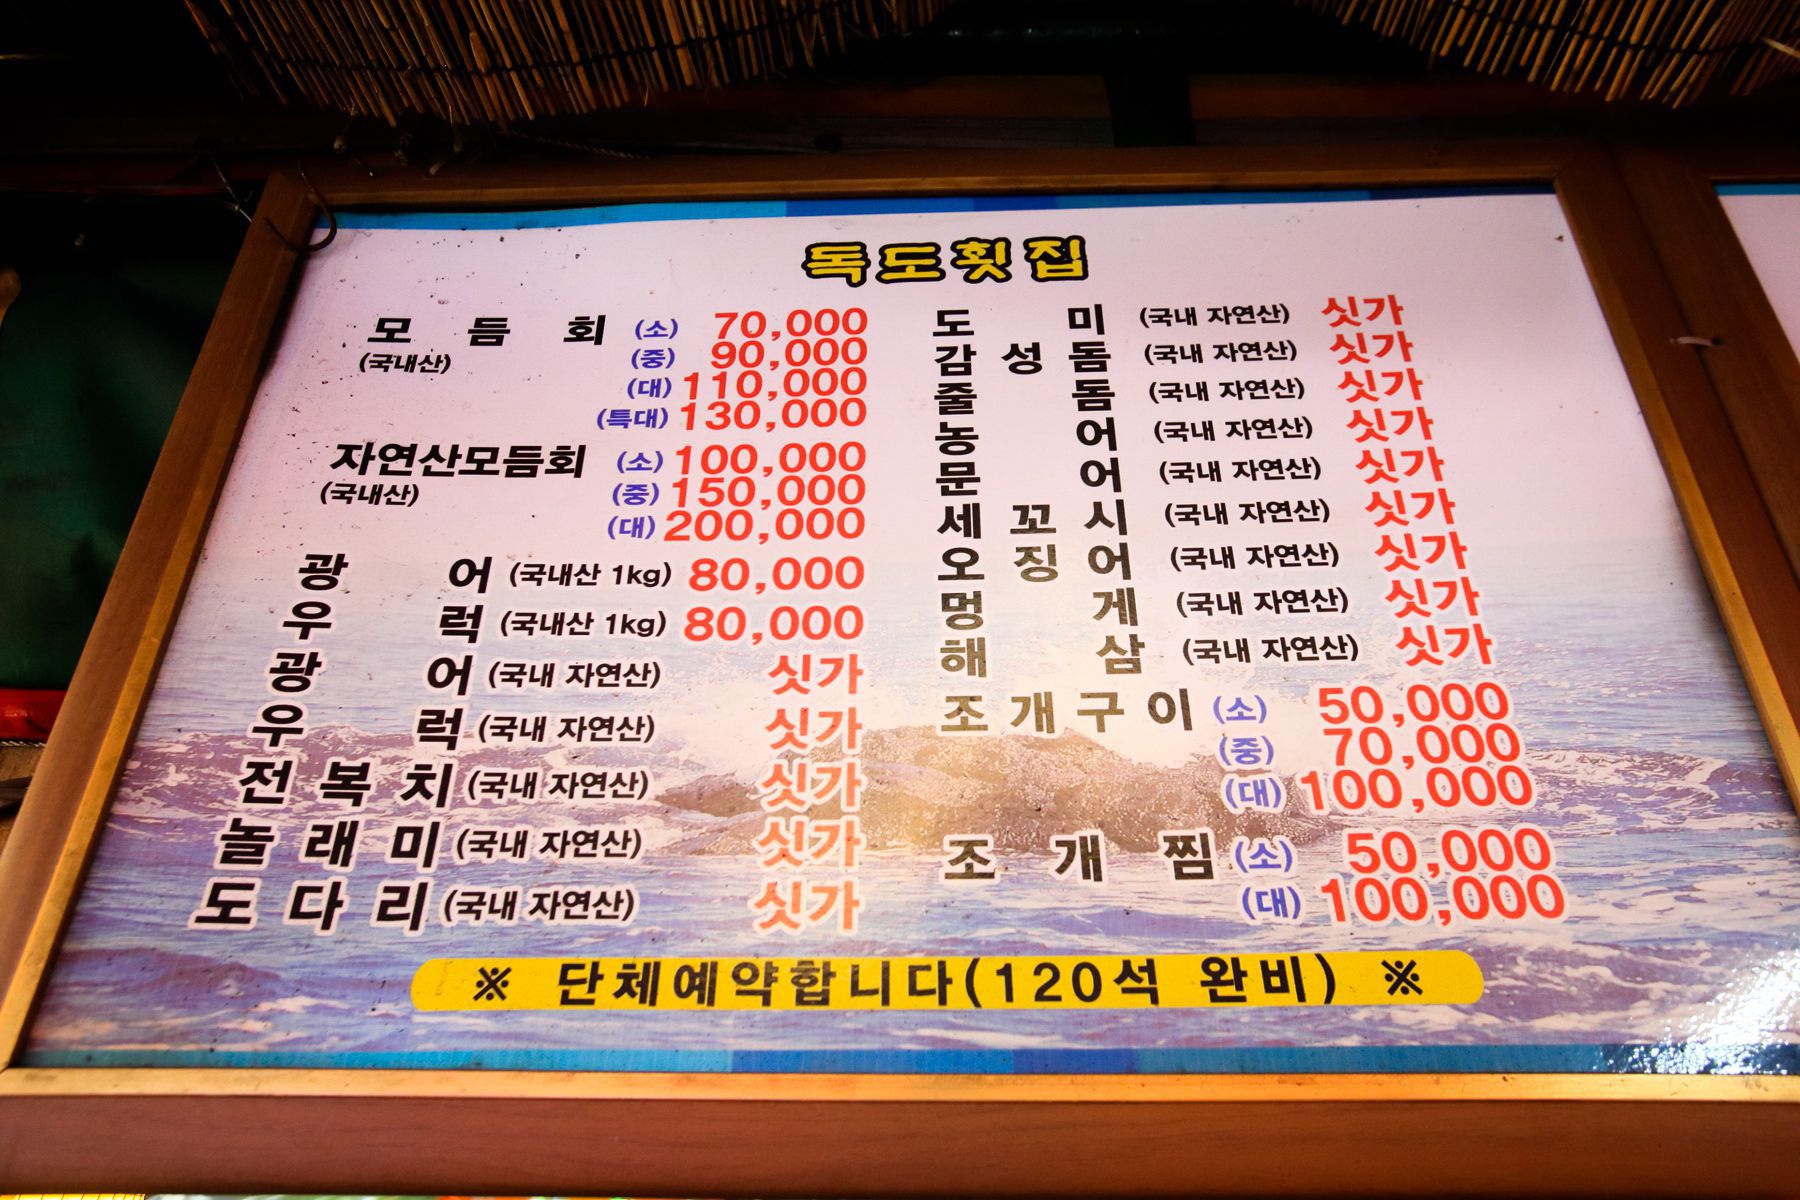 독도횟집
모듬회 (소) 70,000
(국내산) (중) 90,000
(대) 110,000
(특대) 130,000
자연산모듬회 (소) 100,000
(국내산) (중) 150,000
(대) 200,000
광어 (국내산 1kg) 80,000
우럭 (국내산 1kg) 80,000
광어 (국내 자연산) 싯가
우럭 (국내 자연산) 싯가
전복치 (국내 자연산) 싯가
놀래미 (국내 자연산) 싯가
도다리 (국내 자연산) 싯가
도미 (국내 자연산) 싯가
감성돔 (국내 자연산) 싯가
줄돔 (국내 자연산) 싯가
농어 (국내 자연산) 싯가
문어 (국내 자연산) 싯가
세꼬시 (국내 자연산) 싯가
오징어 (국내 자연산) 싯가
멍게 (국내 자연산) 싯가
해삼 (국내 자연산) 싯가
조개구이 (소) 50,000
(중) 70,000
(대) 100,000
조개찜 (소) 50,000
(대) 100,000
※ 단체예약합니다(120석 완비) ※